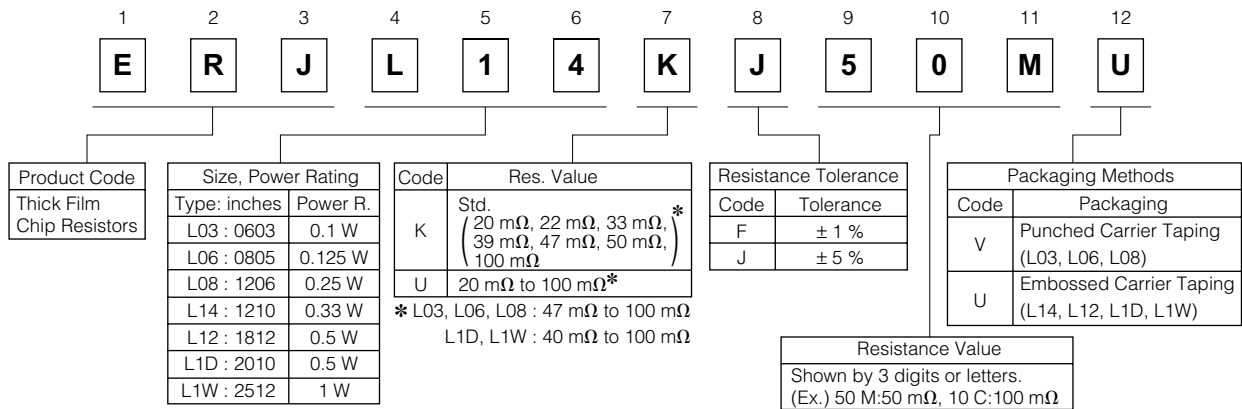 1 2 3 4 5 6 7 8 9 10 11 12
E R J L 1 4 K J 5 0 M U
Product Code
Thick Film
Chip Resistors
Size, Power Rating
Type: inches Power R.
L03 : 0603 0.1 W
L06 : 0805 0.125 W
L08 : 1206 0.25 W
L14 : 1210 0.33 W
L12 : 1812 0.5 W
L1D : 2010 0.5 W
L1W : 2512 1 W
Code Res. Value
K Std.
(20 mΩ, 22 mΩ, 33 mΩ,
39 mΩ, 47 mΩ, 50 mΩ,
100 mΩ)*
U 20 mΩ to 100 mΩ*
* L03, L06, L08 : 47 mΩ to 100 mΩ
L1D, L1W : 40 mΩ to 100 mΩ
Resistance Tolerance
Code Tolerance
F ± 1 %
J ± 5 %
Resistance Value
Shown by 3 digits or letters.
(Ex.) 50 M:50 mΩ, 10 C:100 mΩ
Packaging Methods
Code Packaging
V Punched Carrier Taping
(L03, L06, L08)
U Embossed Carrier Taping
(L14, L12, L1D, L1W)